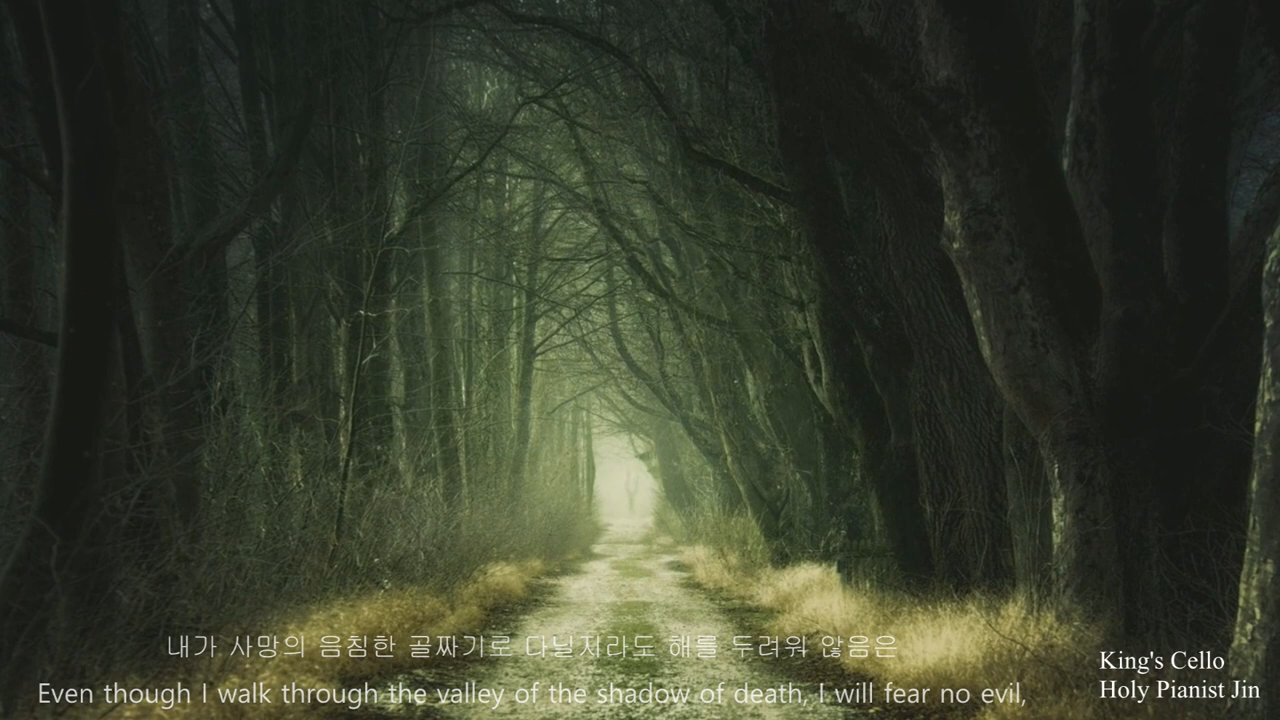 내가 사망의 음침한 골짜기로 다닐지라도 해를 두려워 않음은
Even though I walk through the valley of the shadow of death, I will fear no evil,
King's Cello
Holy Pianist Jin